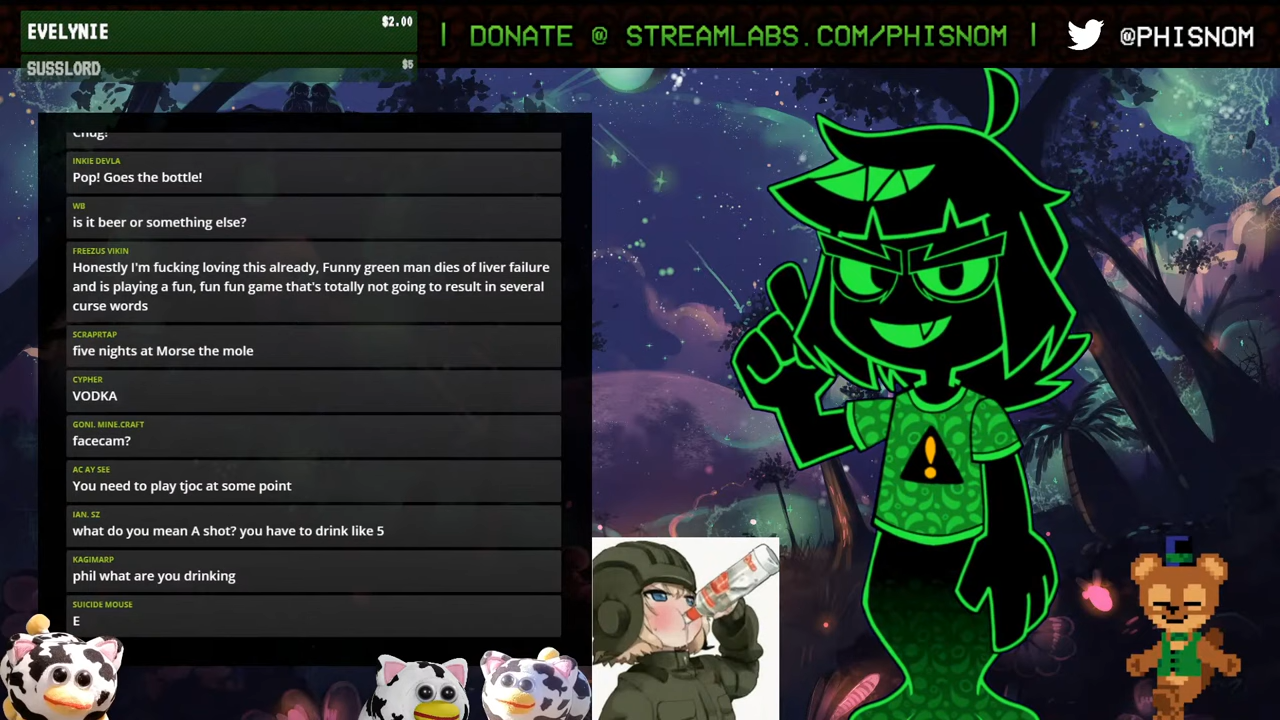 EVELYNIE
$2.00
SUSSLORD
$5
| DONATE @ STREAMLABS.COM/PHISNOM |
@PHISNOM
Chug!
INKIE DEVLA
Pop! Goes the bottle!
WB
is it beer or something else?
FREEZUS VIKIN
Honestly I'm fucking loving this already, Funny green man dies of liver failure
and is playing a fun, fun fun game that's totally not going to result in several
curse words
SCRAPRTAP
five nights at Morse the mole
CYPHER
VODKA
GONI. MINE.CRAFT
facecam?
AC AY SEE
You need to play tjoc at some point
IAN. SZ
what do you mean A shot? you have to drink like 5
KAGIMARP
phil what are you drinking
SUICIDE MOUSE
E